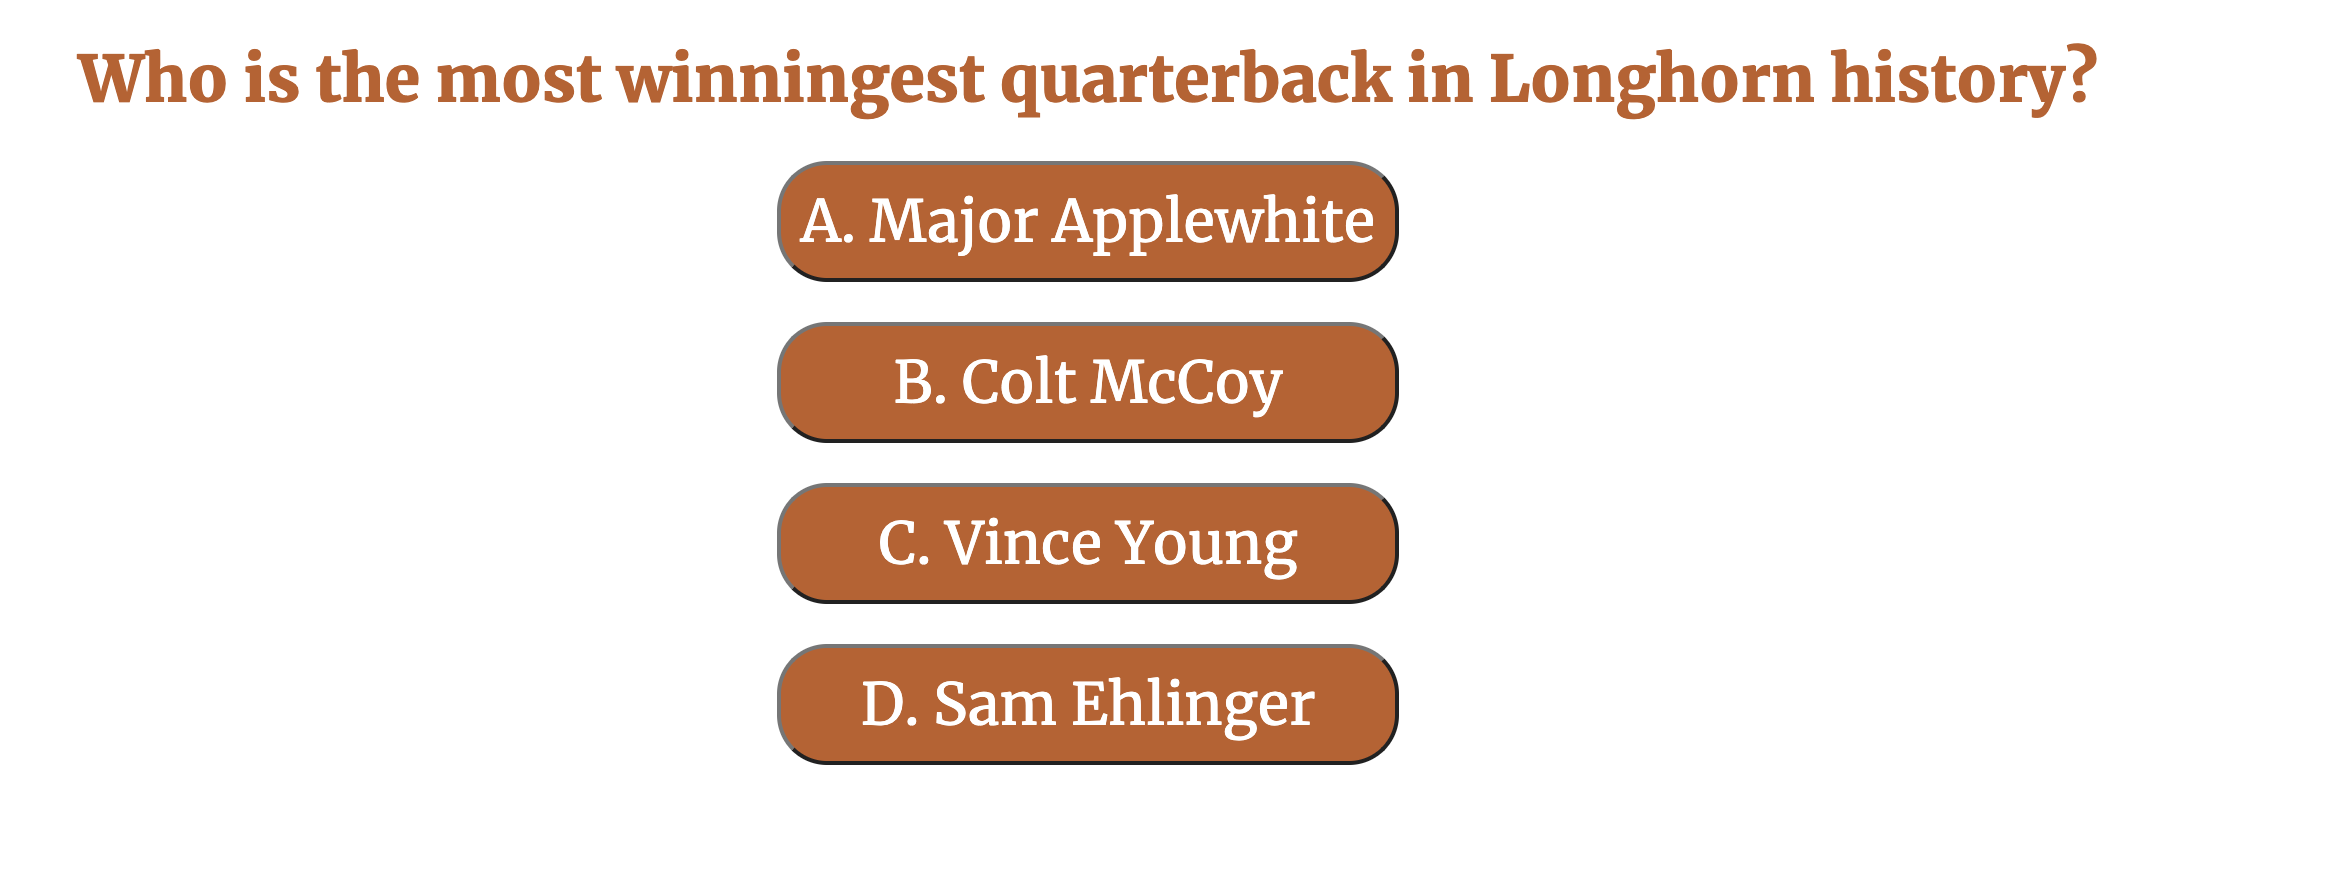 Who is the most winningest quarterback in Longhorn history?
A. Major Applewhite
B. Colt McCoy
C. Vince Young
D. Sam Ehlinger